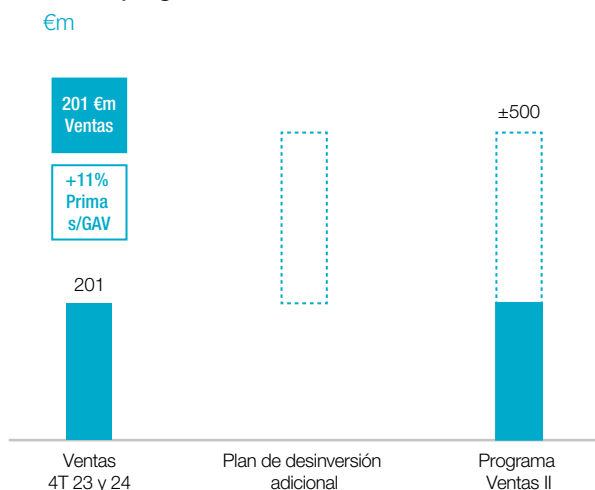 €m
201 €m
Ventas
+11%
Prima
s/GAV
201
±500
Ventas
4T 23 y 24
Plan de desinversión
adicional
Programa
Ventas II